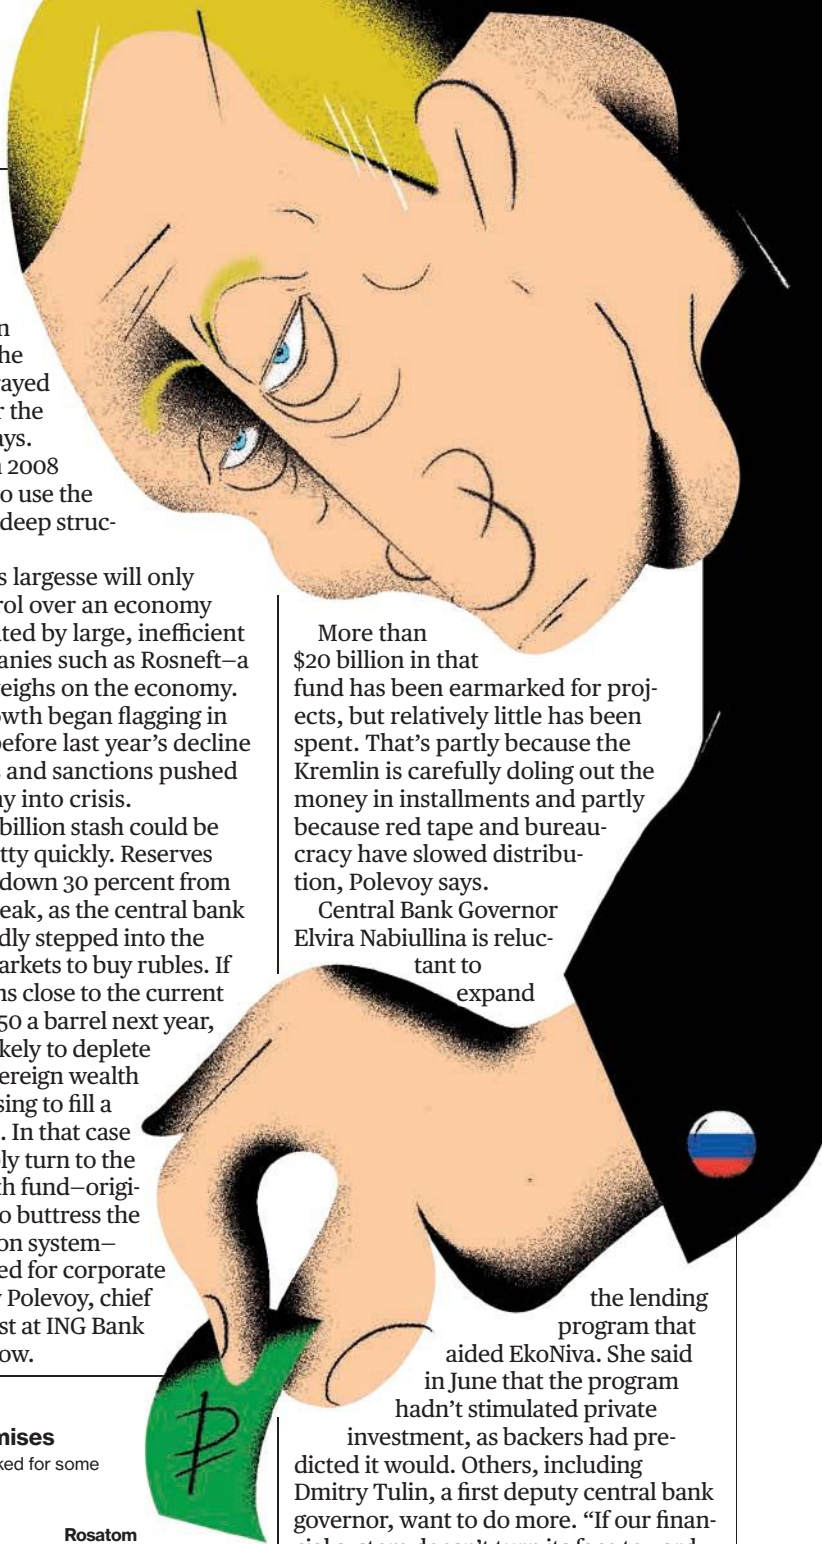 n
he
ayed
r the
ays.
n 2008
o use the
deep struc-
s largesse will only
rol over an economy
ted by large, inefficient
anies such as Rosneft—a
eighs on the economy.
owth began flagging in
before last year's decline
and sanctions pushed
y into crisis.
billion stash could be
tty quickly. Reserves
down 30 percent from
eak, as the central bank
dly stepped into the
arkets to buy rubles. If
ns close to the current
50 a barrel next year,
kely to deplete
ereign wealth
sing to fill a
. In that case
ly turn to the
th fund—origi-
o buttress the
on system—
ed for corporate
Polevoy, chief
st at ING Bank
ow.
mises
ked for some
Rosatom
More than
$20 billion in that
fund has been earmarked for proj-
ects, but relatively little has been
spent. That's partly because the
Kremlin is carefully doling out the
money in installments and partly
because red tape and bureau-
cracy have slowed distribu-
tion, Polevoy says.
Central Bank Governor
Elvira Nabiullina is reluc-
tant to
expand
the lending
program that
aided EkoNiva. She said
in June that the program
hadn't stimulated private
investment, as backers had pre-
dicted it would. Others, including
Dmitry Tulin, a first deputy central bank
governor, want to do more. "If our finan-
₽